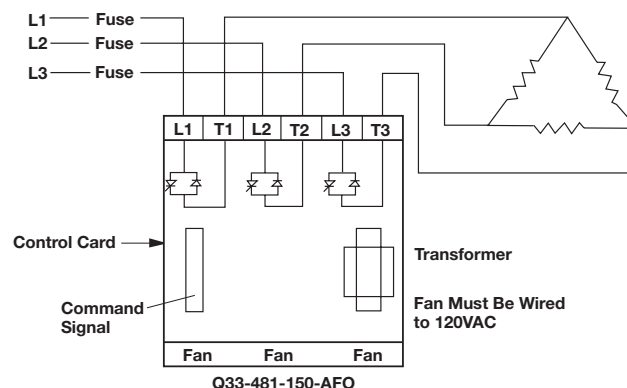 L1 Fuse
L2 Fuse
L3 Fuse
L1 T1 L2 T2 L3 T3
Control Card
Transformer
Command
Signal
Fan Must Be Wired
to 120VAC
Fan Fan Fan
Q33-481-150-AFO